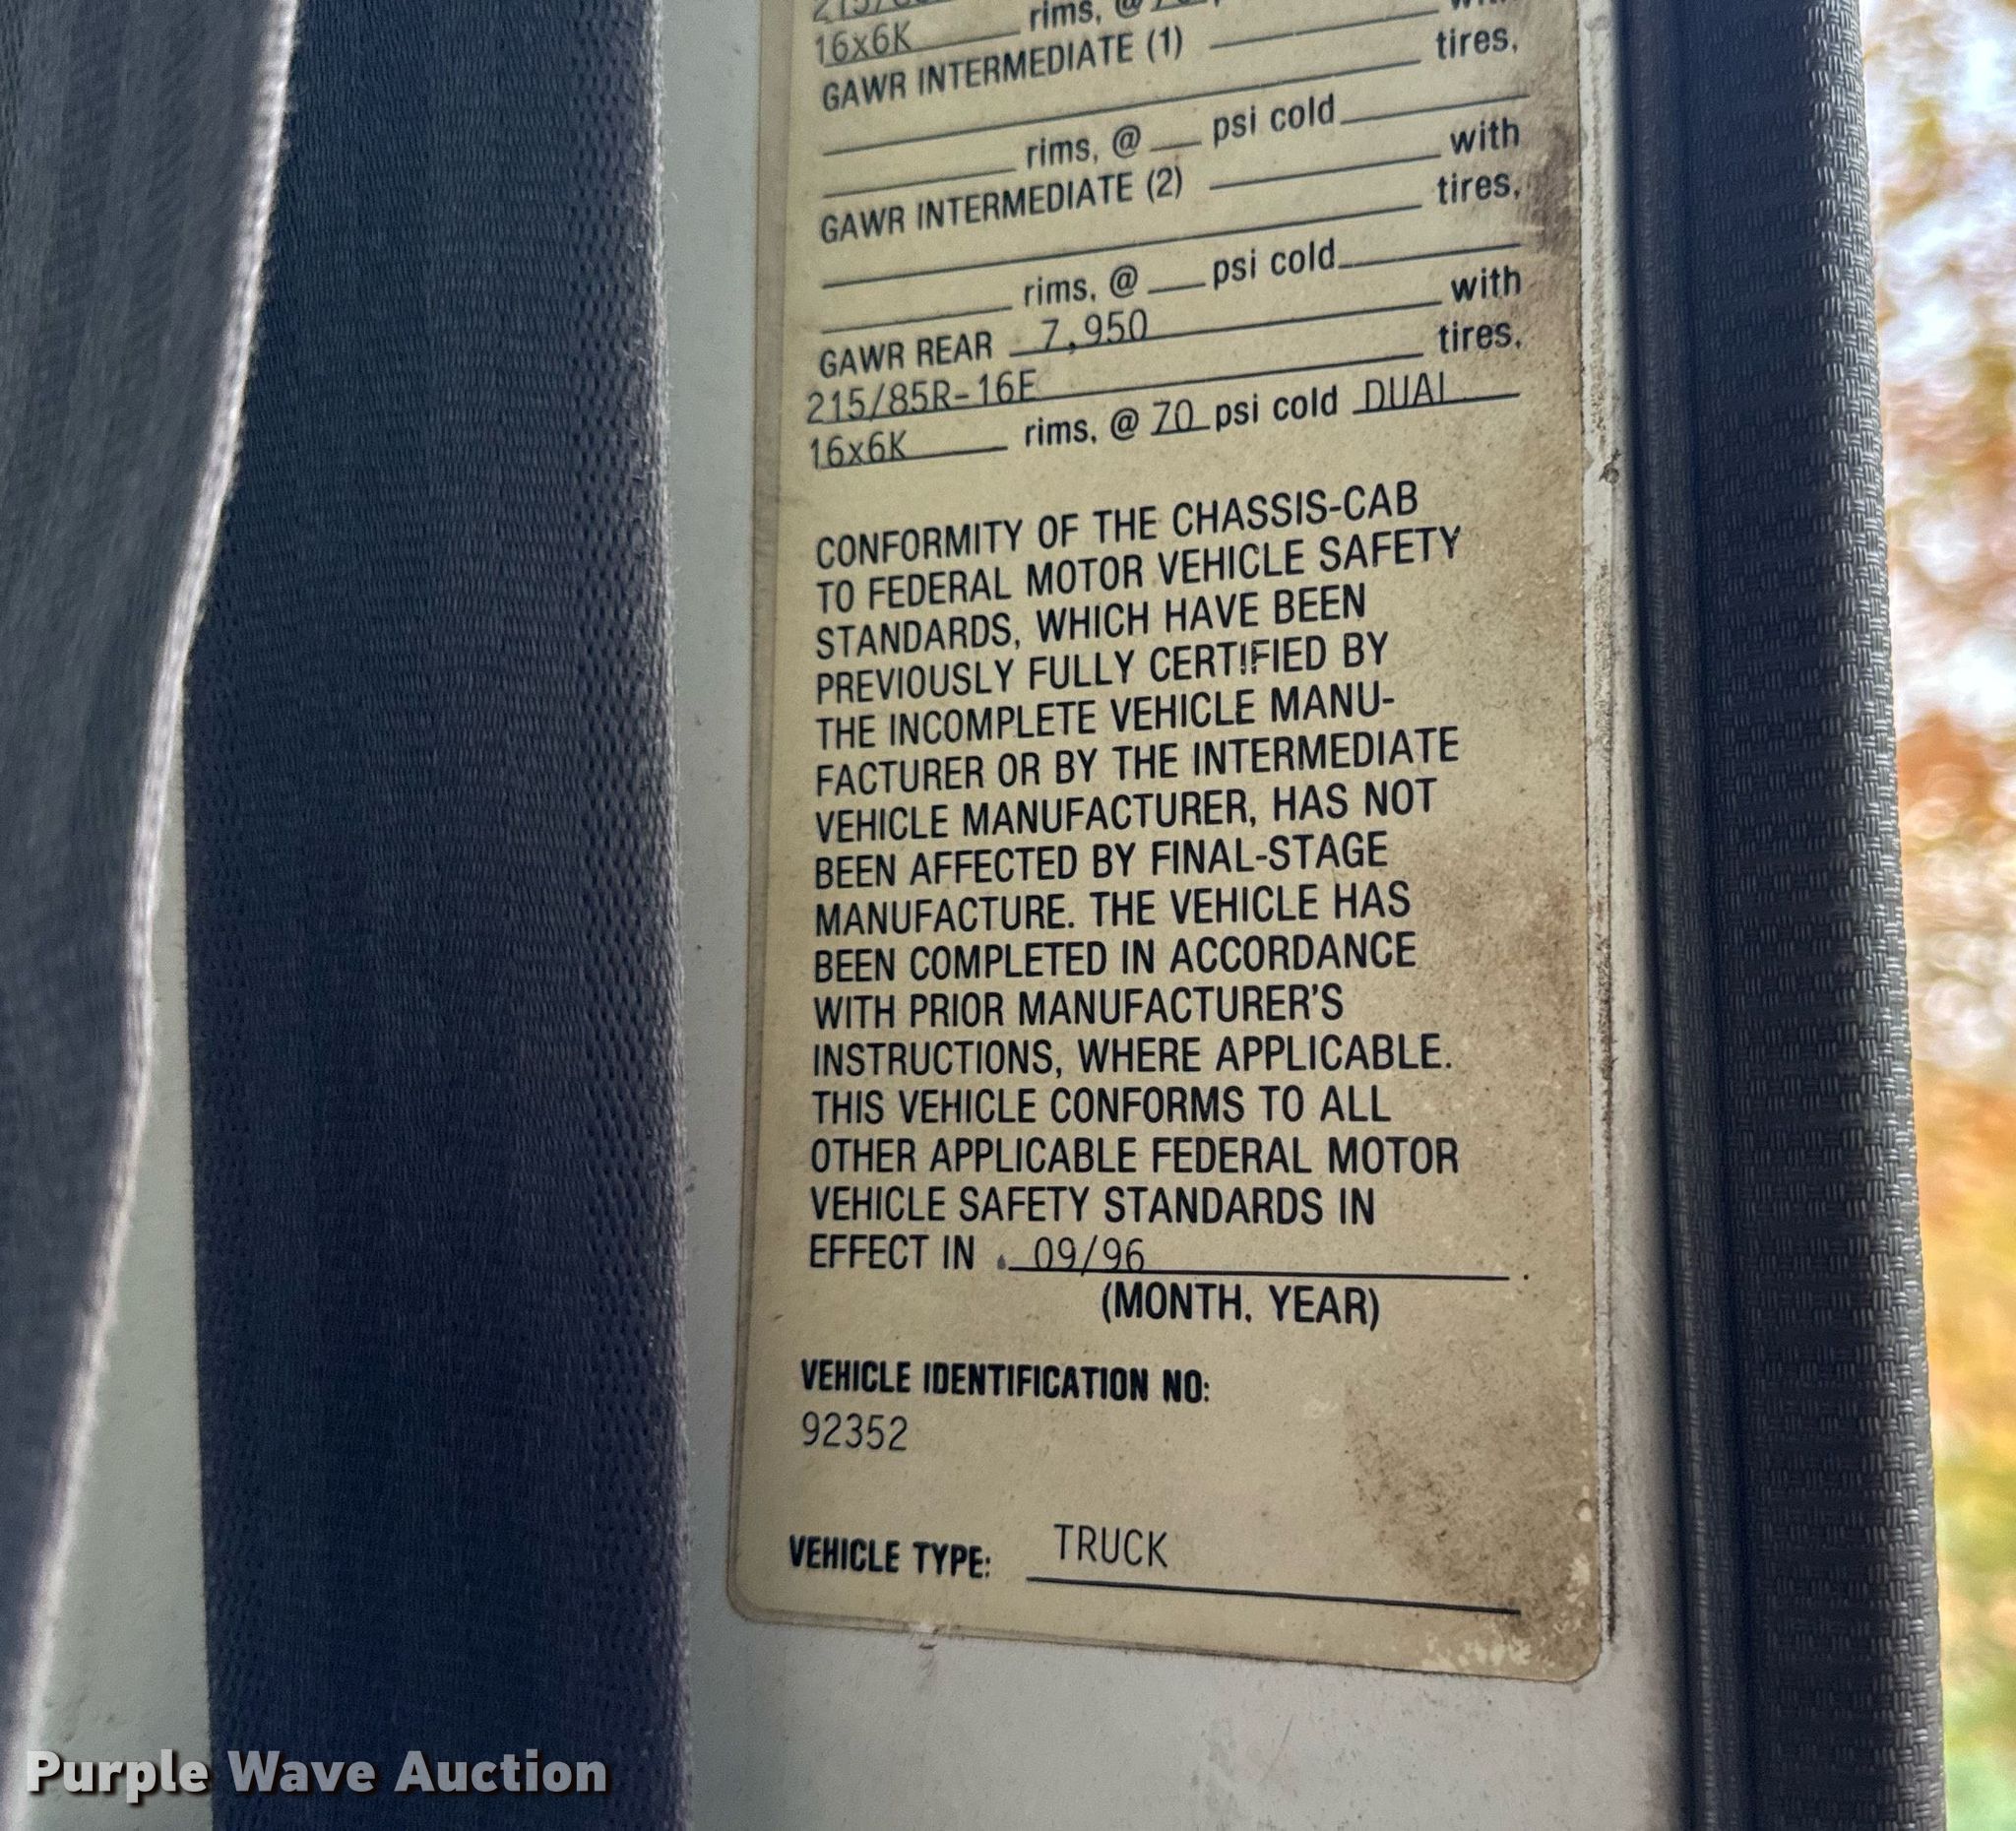 16x6K rims, @
GAWR INTERMEDIATE (1)
tires,
rims, @ psi cold
GAWR INTERMEDIATE (2) with
tires,
rims, @ psi cold
GAWR REAR 7,950 with
215/85R-16E tires,
16x6K rims, @ 70 psi cold DUAL
CONFORMITY OF THE CHASSIS-CAB
TO FEDERAL MOTOR VEHICLE SAFETY
STANDARDS, WHICH HAVE BEEN
PREVIOUSLY FULLY CERTIFIED BY
THE INCOMPLETE VEHICLE MANU-
FACTURER OR BY THE INTERMEDIATE
VEHICLE MANUFACTURER, HAS NOT
BEEN AFFECTED BY FINAL-STAGE
MANUFACTURE. THE VEHICLE HAS
BEEN COMPLETED IN ACCORDANCE
WITH PRIOR MANUFACTURER'S
INSTRUCTIONS, WHERE APPLICABLE.
THIS VEHICLE CONFORMS TO ALL
OTHER APPLICABLE FEDERAL MOTOR
VEHICLE SAFETY STANDARDS IN
EFFECT IN 09/96.
(MONTH, YEAR)
VEHICLE IDENTIFICATION NO:
92352
VEHICLE TYPE: TRUCK
Purple Wave Auction